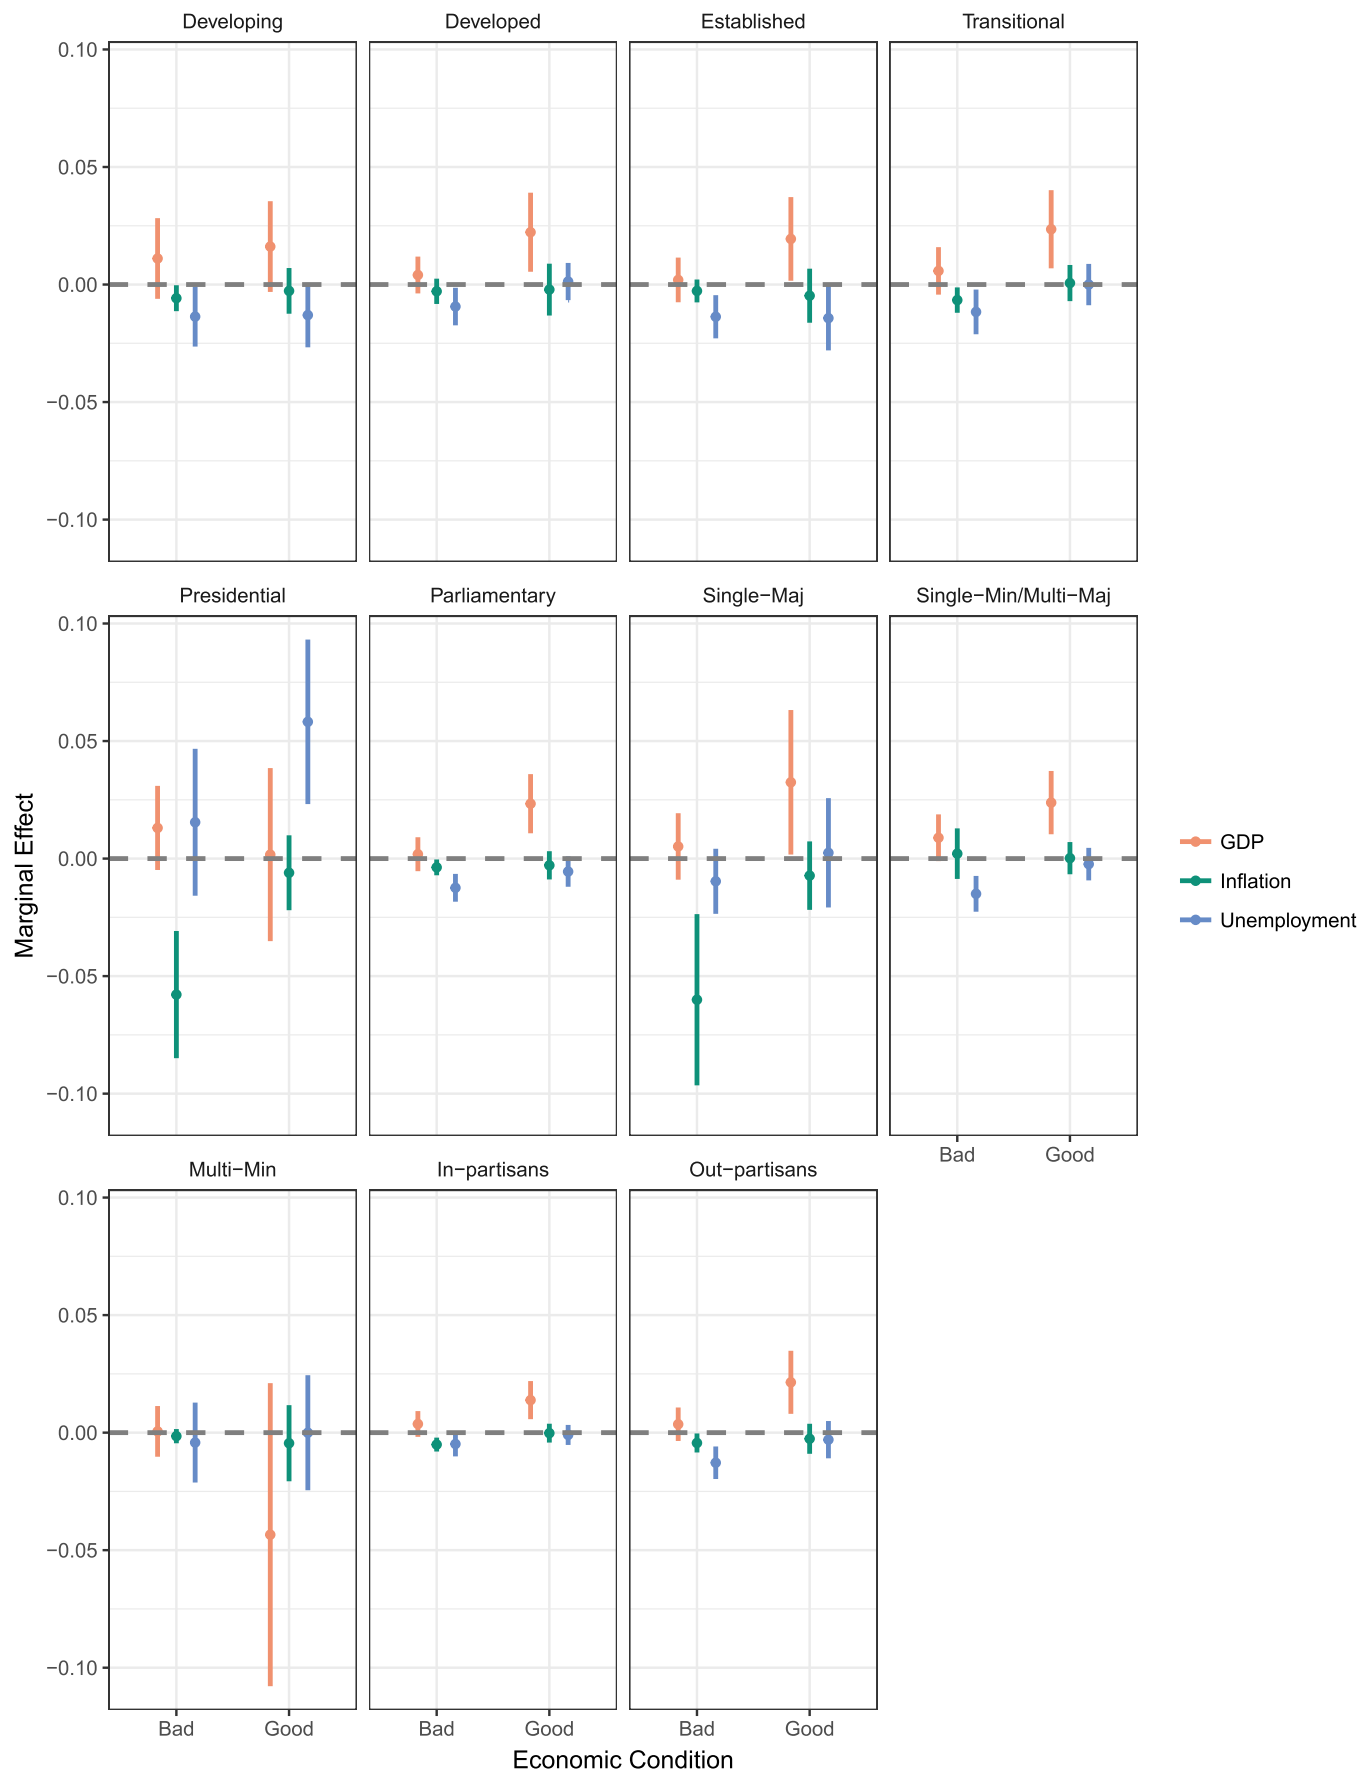 Developing Developed Established Transitional
0.10
0.05
0.00
−0.05
−0.10
Presidential Parliamentary Single−Maj Single−Min/Multi−Maj
0.10
0.05
0.00
−0.05
−0.10
Bad Good
Multi−Min In−partisans Out−partisans
0.10
0.05
0.00
−0.05
−0.10
Bad Good Bad Good Bad Good
Economic Condition
Marginal Effect
GDP
Inflation
Unemployment